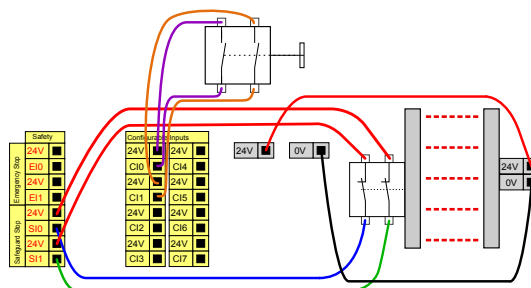 Safety
Emergency Stop
24V
EI0
24V
EI1
Safeguard Stop
24V
SI0
24V
SI1
Configurable Inputs
24V 24V
CI0 CI4
24V 24V
CI1 CI5
24V 24V
CI2 CI6
24V 24V
CI3 CI7
24V 0V
24V
0V